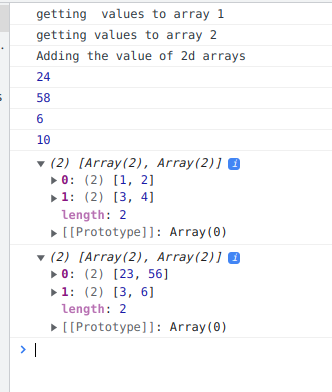 getting  values to array 1
getting values to array 2
Adding the value of 2d arrays
24
58
6
10
(2) [Array(2), Array(2)] i
0: (2) [1, 2]
1: (2) [3, 4]
length: 2
[[Prototype]]: Array(0)
(2) [Array(2), Array(2)] i
0: (2) [23, 56]
1: (2) [3, 6]
length: 2
[[Prototype]]: Array(0)